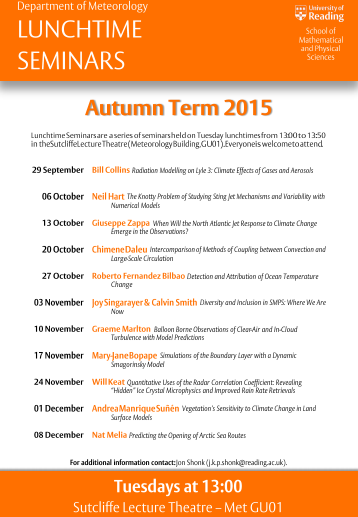 Department of Meteorology
LUNCHTIME
SEMINARS
University of
Reading
School of
Mathematical
and Physical
Sciences
Autumn Term 2015
Lunchtime Seminars are a series of seminars held on Tuesday lunchtimes from 13:00 to 13:50
in the Sutcliffe Lecture Theatre (Meteorology Building, GU01). Everyone is welcome to attend.
29 September Bill Collins Radiation Modelling on Lyle 3: Climate Effects of Gases and Aerosols
06 October Neil Hart The Knotty Problem of Studying Sting Jet Mechanisms and Variability with
Numerical Models
13 October Giuseppe Zappa When Will the North Atlantic Jet Response to Climate Change
Emerge in the Observations?
20 October Chimene Daleu Intercomparison of Methods of Coupling between Convection and
Large-Scale Circulation
27 October Roberto Fernandez Bilbao Detection and Attribution of Ocean Temperature
Change
03 November Joy Singarayer & Calvin Smith Diversity and Inclusion in SMPS: Where We Are
Now
10 November Graeme Marlton Balloon Borne Observations of Clear-Air and In-Cloud
Turbulence with Model Predictions
17 November Mary-Jane Bopape Simulations of the Boundary Layer with a Dynamic
Smagorinsky Model
24 November Will Keat Quantitative Uses of the Radar Correlation Coefficient: Revealing
"Hidden" Ice Crystal Microphysics and Improved Rain Rate Retrievals
01 December Andrea Manrique Suñén Vegetation's Sensitivity to Climate Change in Land
Surface Models
08 December Nat Melia Predicting the Opening of Arctic Sea Routes
For additional information contact: Jon Shonk (j.k.p.shonk@reading.ac.uk).
Tuesdays at 13:00
Sutcliffe Lecture Theatre – Met GU01